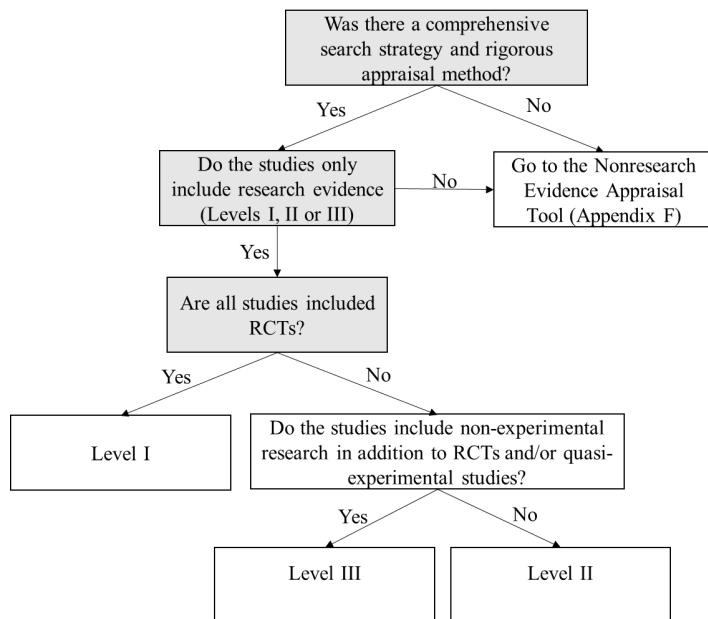 Was there a comprehensive
search strategy and rigorous
appraisal method?
Yes
No
Do the studies only
include research evidence
(Levels I, II or III)
No
Go to the Nonresearch
Evidence Appraisal
Tool (Appendix F)
Yes
Are all studies included
RCTs?
Yes
No
Level I
Do the studies include non-experimental
research in addition to RCTs and/or quasi-
experimental studies?
Yes
No
Level III
Level II